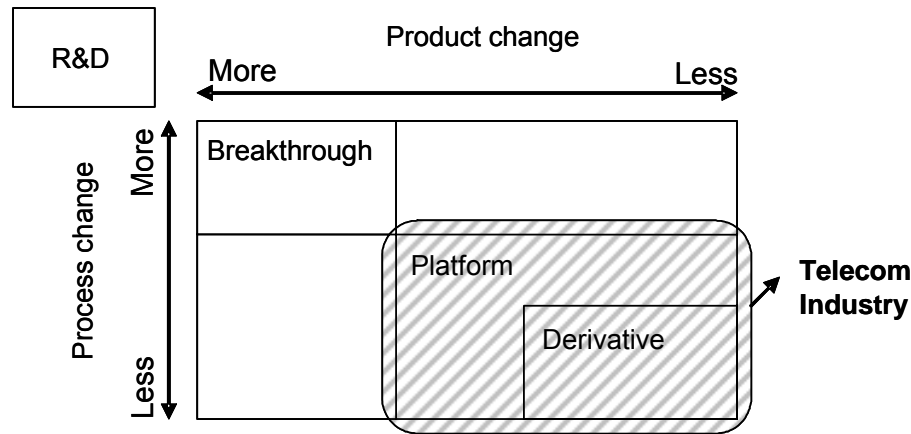 R&D
Product change
More
Less
Process change
More
Less
Breakthrough
Platform
Derivative
Telecom
Industry